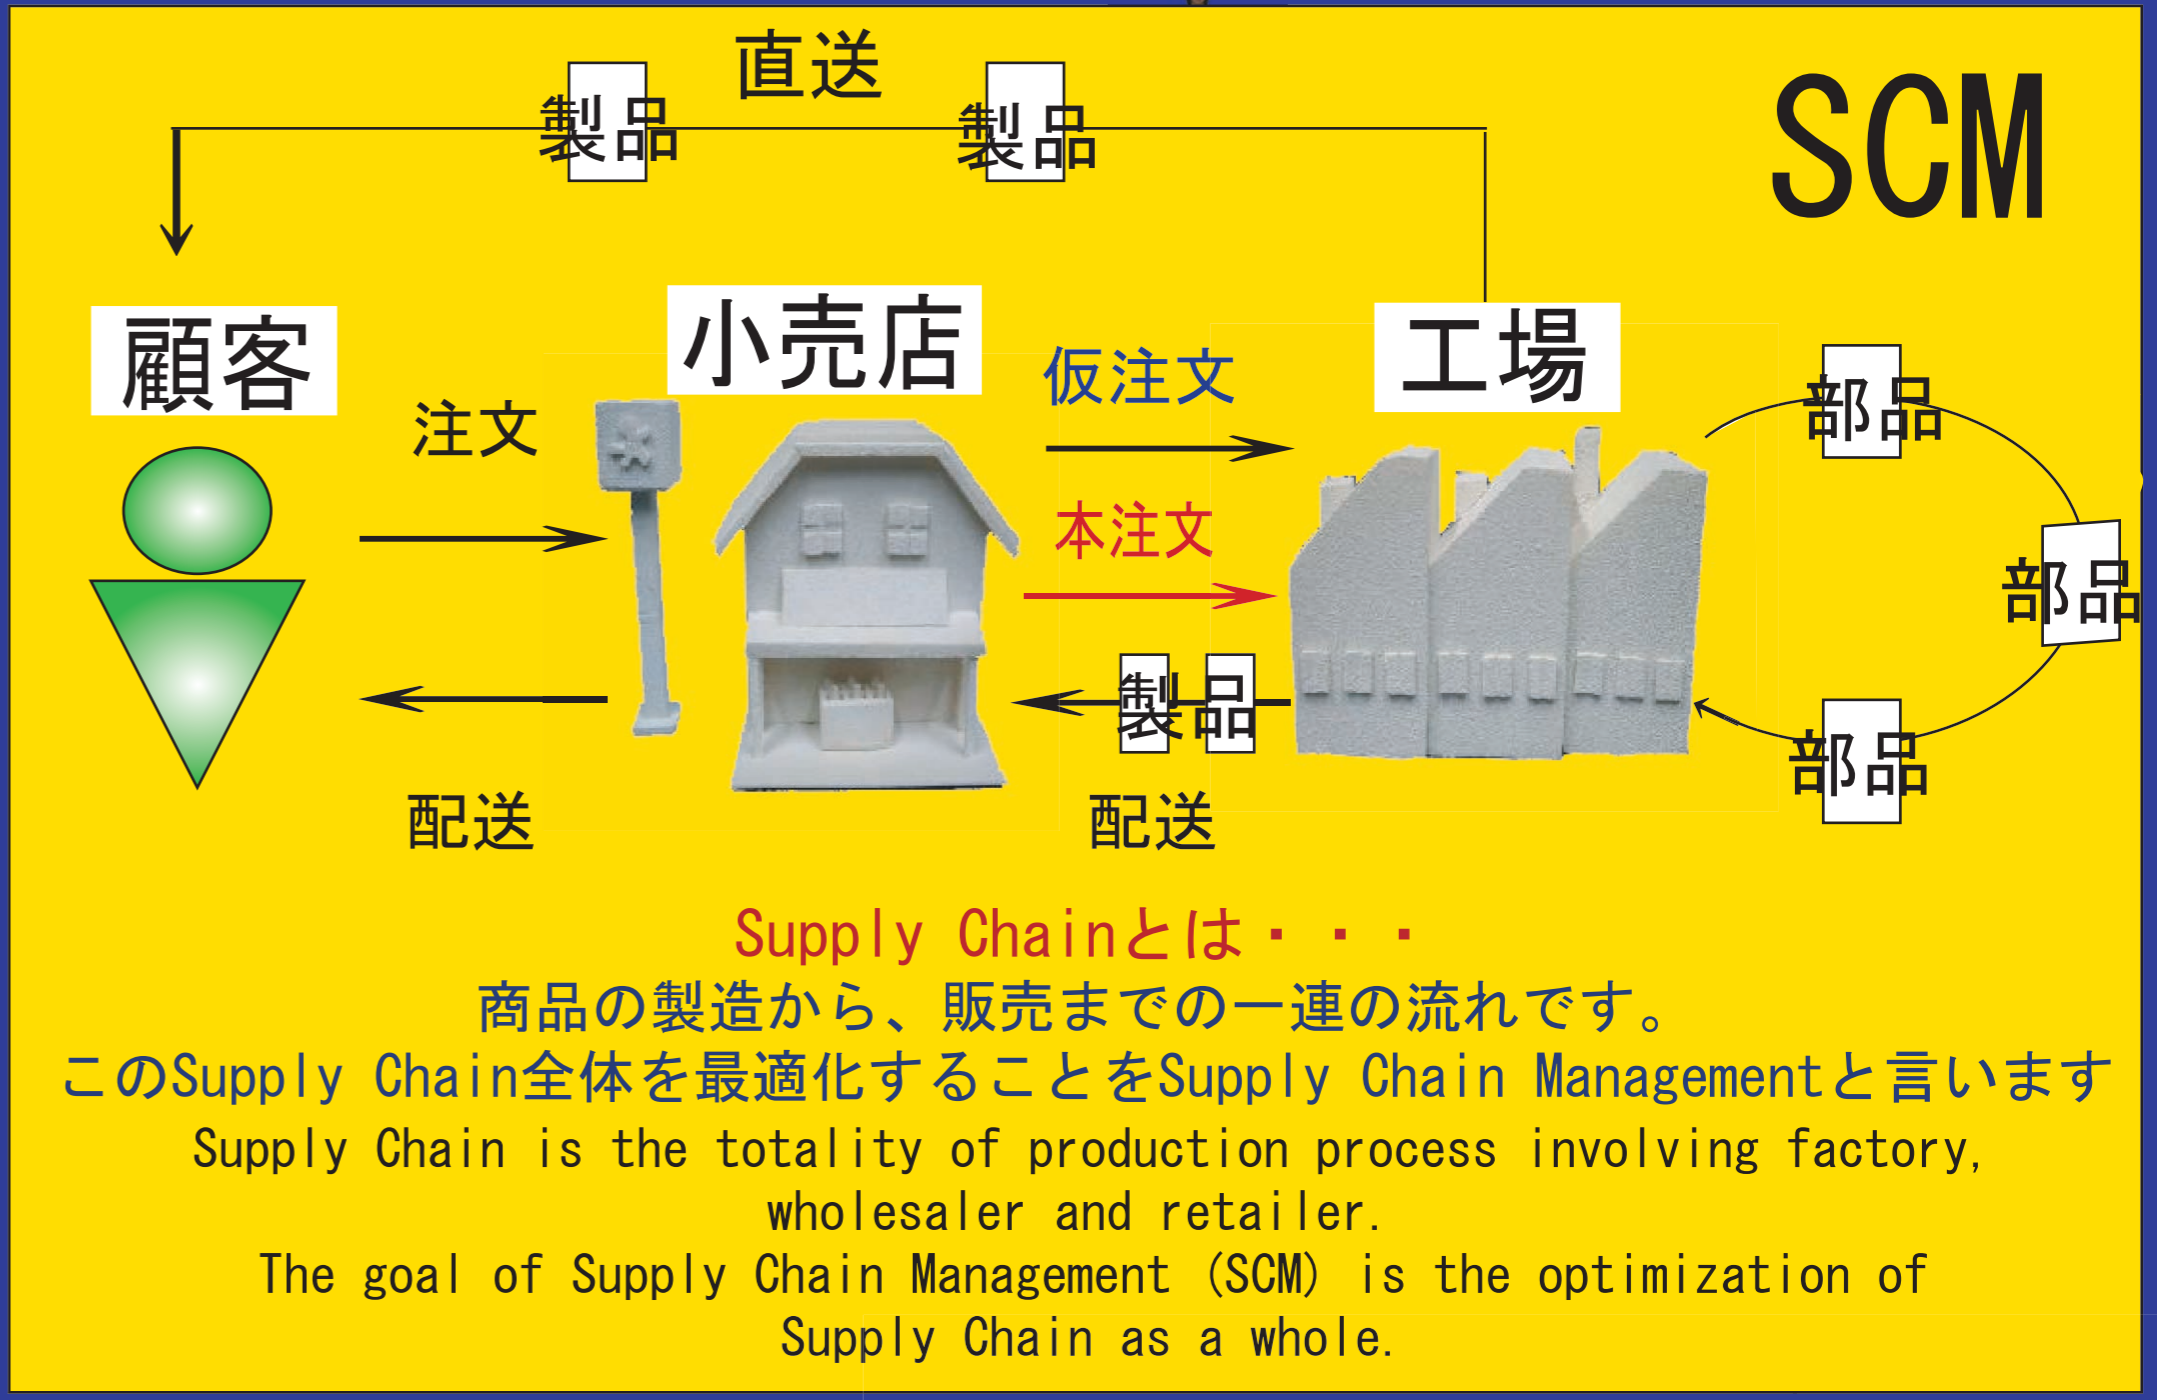 直送
製品
製品
SCM
顧客
小売店
工場
注文
仮注文
本注文
部品
部品
部品
製品
配送
配送
Supply Chainとは・・・
商品の製造から、販売までの一連の流れです。
このSupply Chain全体を最適化することをSupply Chain Managementと言います
Supply Chain is the totality of production process involving factory,
wholesaler and retailer.
The goal of Supply Chain Management (SCM) is the optimization of
Supply Chain as a whole.